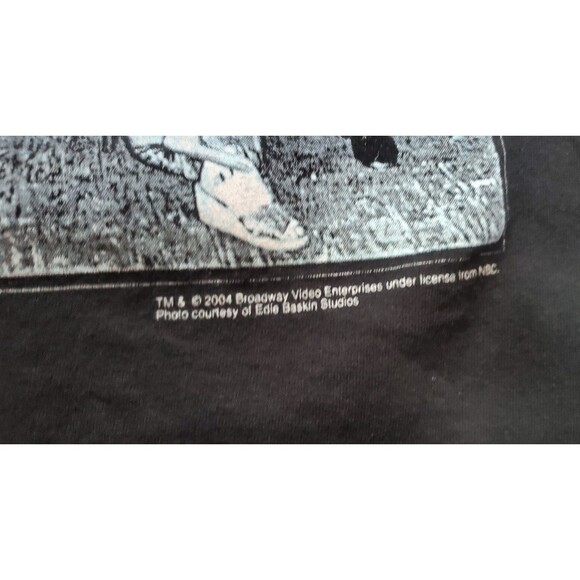 TM & © 2004 Broadway Video Enterprises under license from NBC.
Photo courtesy of Edie Baskin Studios